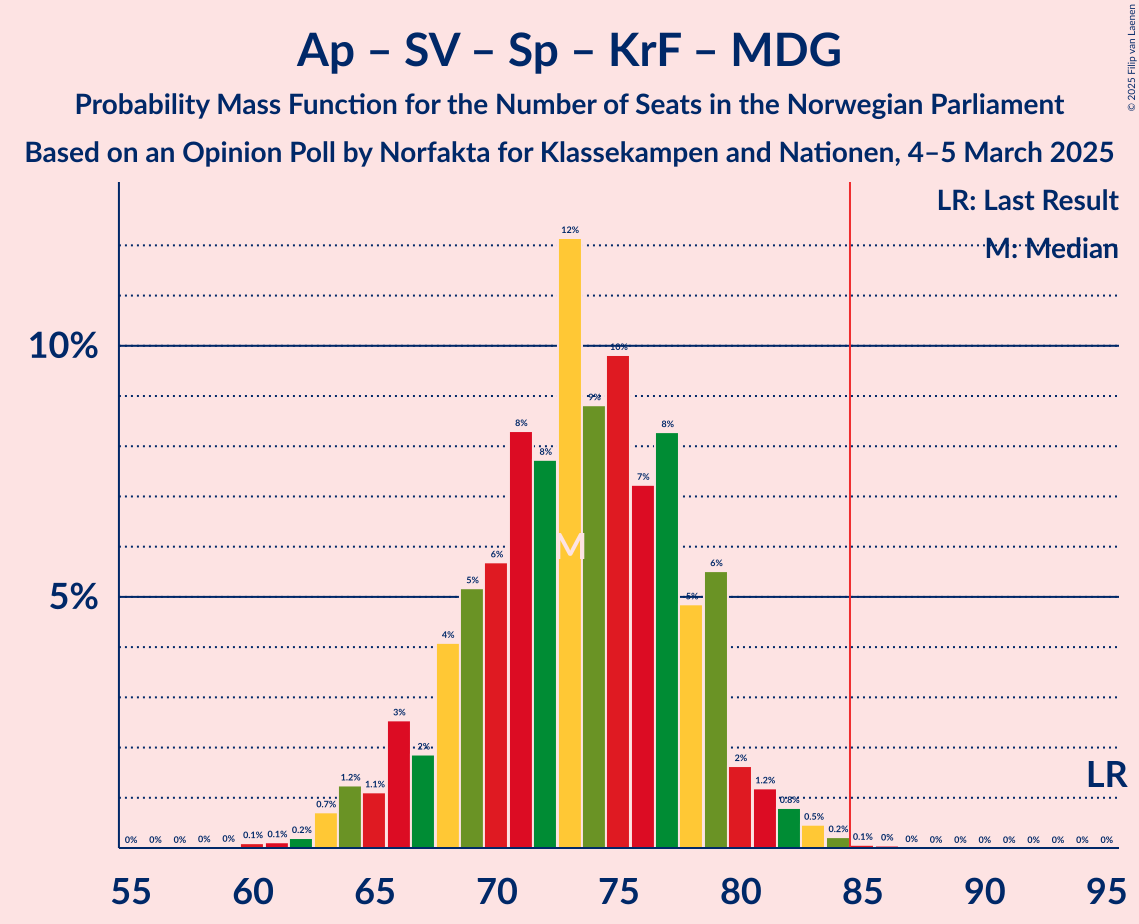 Ap – SV – Sp – KrF – MDG
Probability Mass Function for the Number of Seats in the Norwegian Parliament
Based on an Opinion Poll by Norfakta for Klassekampen and Nationen, 4–5 March 2025
© 2025 Filip van Laenen
LR: Last Result
M: Median
10%
5%
0% 0% 0% 0% 0% 0.1% 0.1% 0.2% 0.7% 1.2% 1.1% 3% 2% 4% 5% 6% 8% 8% 12% 9% 10% 7% 8% 5% 6% 2% 1.2% 0.8% 0.5% 0.2% 0.1% 0% 0% 0% 0% 0% 0% 0% 0% 0% 0%
M
LR
55 60 65 70 75 80 85 90 95